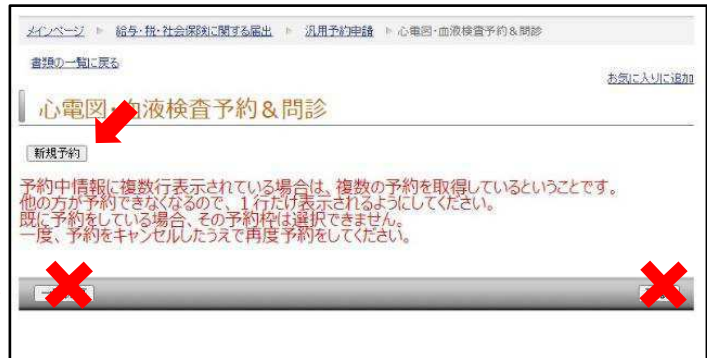 メインページ ▶ 給与・税・社会保険に関する届出 ▶ 汎用予約申請 ▶ 心電図・血液検査予約&問診
書類の一覧に戻る
お気に入りに追加
心電図・血液検査予約&問診
新規予約
予約中情報に複数行表示されている場合は、複数の予約を取得しているということです。
他の方が予約できなくなるので、1行だけ表示されるようにしてください。
既に予約をしている場合、その予約枠は選択できません。
一度、予約をキャンセルしたうえで再度予約をしてください。